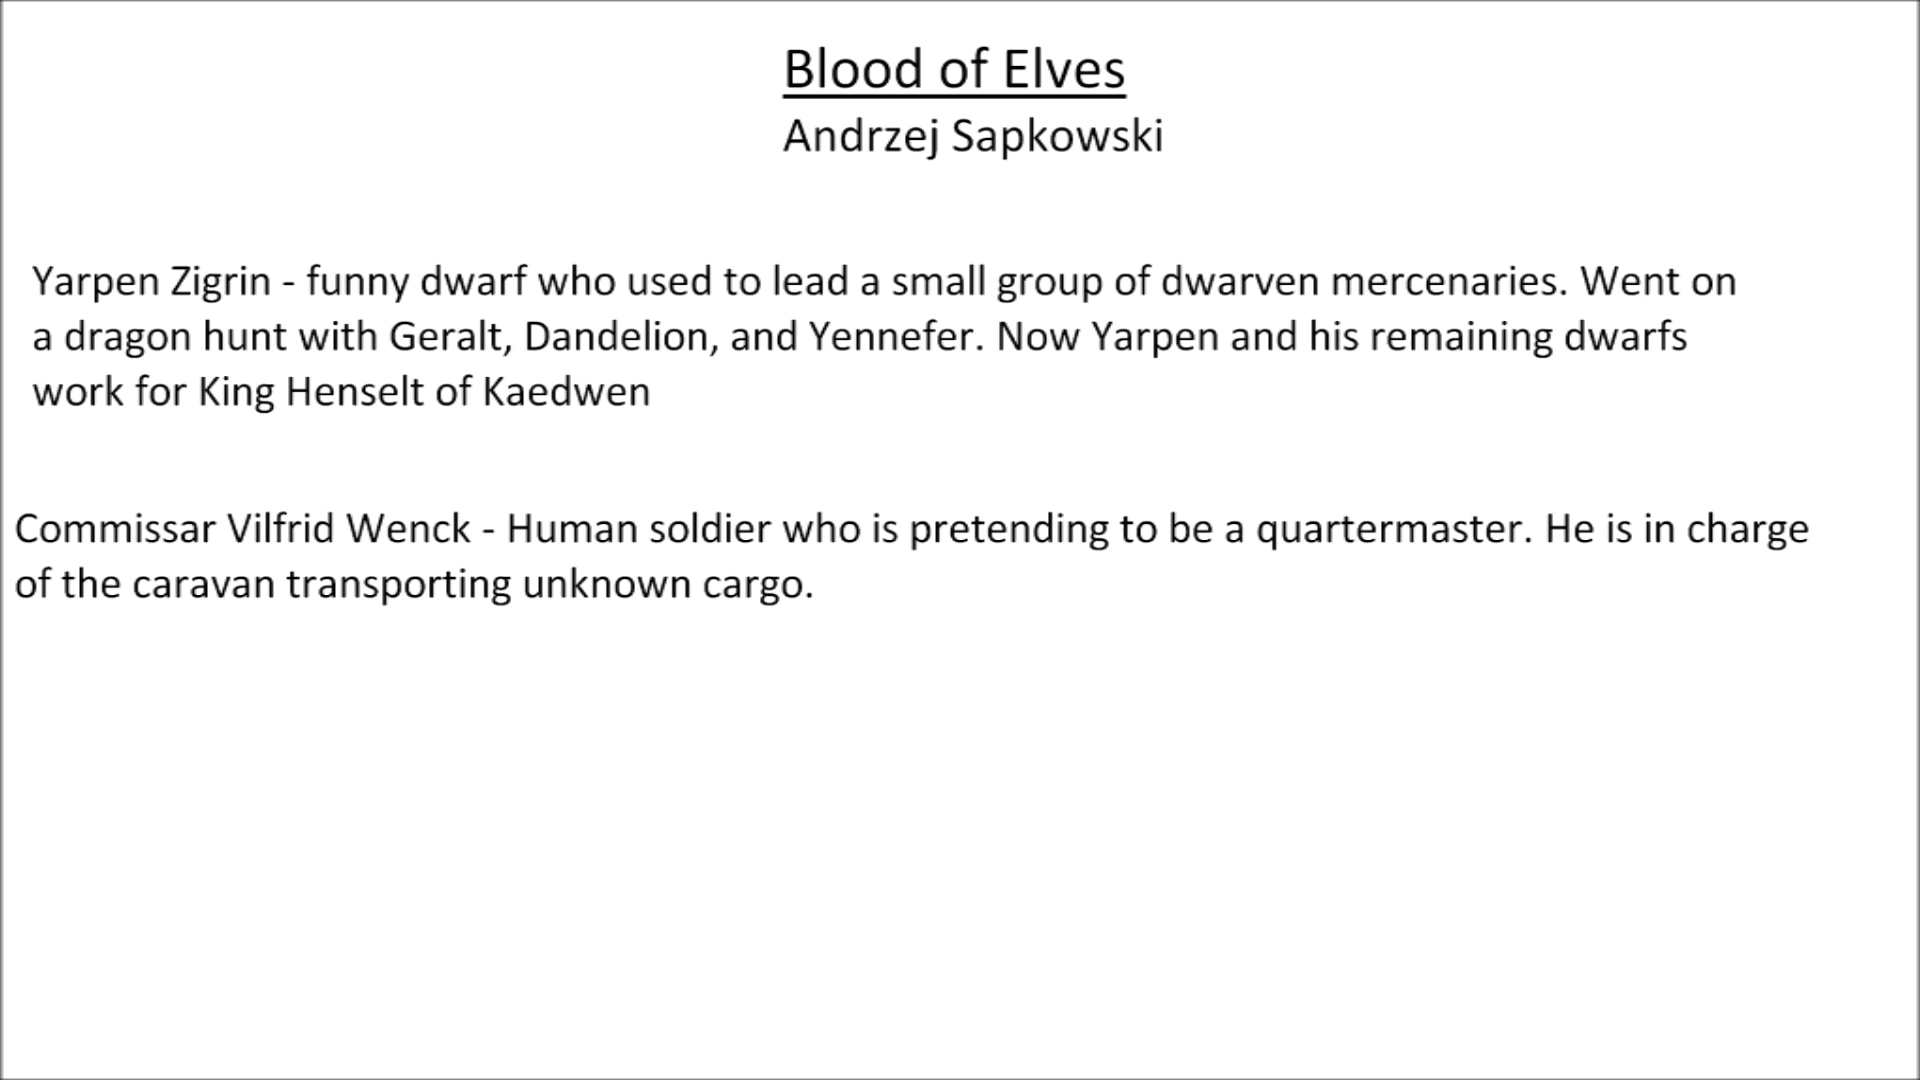 Blood of Elves
Andrzej Sapkowski
Yarpen Zigrin - funny dwarf who used to lead a small group of dwarven mercenaries. Went on
a dragon hunt with Geralt, Dandelion, and Yennefer. Now Yarpen and his remaining dwarfs
work for King Henselt of Kaedwen
Commissar Vilfrid Wenck - Human soldier who is pretending to be a quartermaster. He is in charge
of the caravan transporting unknown cargo.